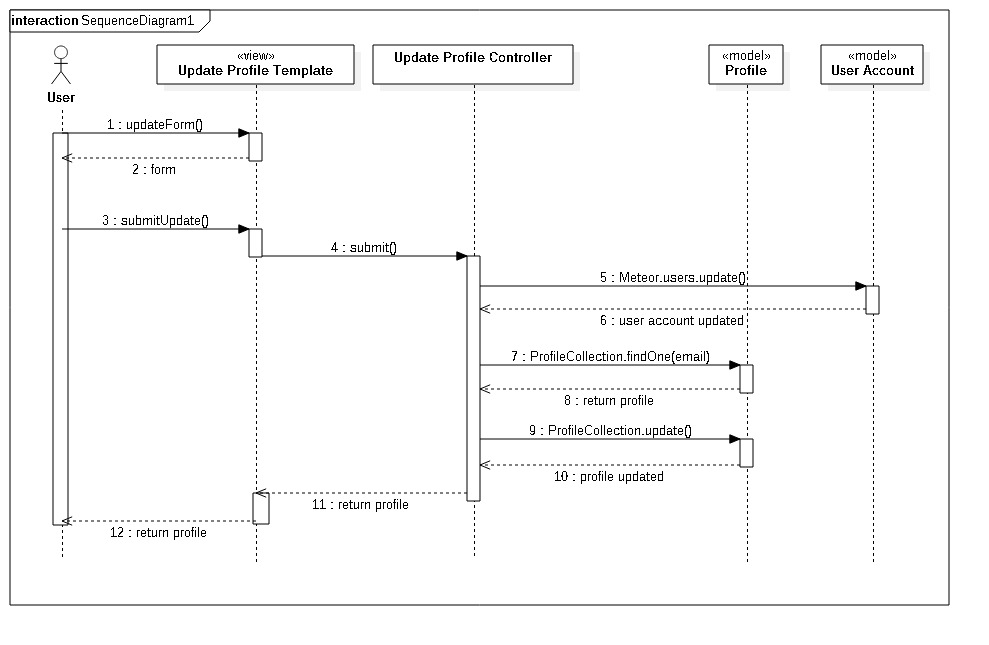 interaction SequenceDiagram1
User
«view»
Update Profile Template
Update Profile Controller
«model»
Profile
«model»
User Account
1 : updateForm()
2 : form
3 : submitUpdate()
4 : submit()
5 : Meteor.users.update()
6 : user account updated
7 : ProfileCollection.findOne(email)
8 : return profile
9 : ProfileCollection.update()
10 : profile updated
11 : return profile
12 : return profile